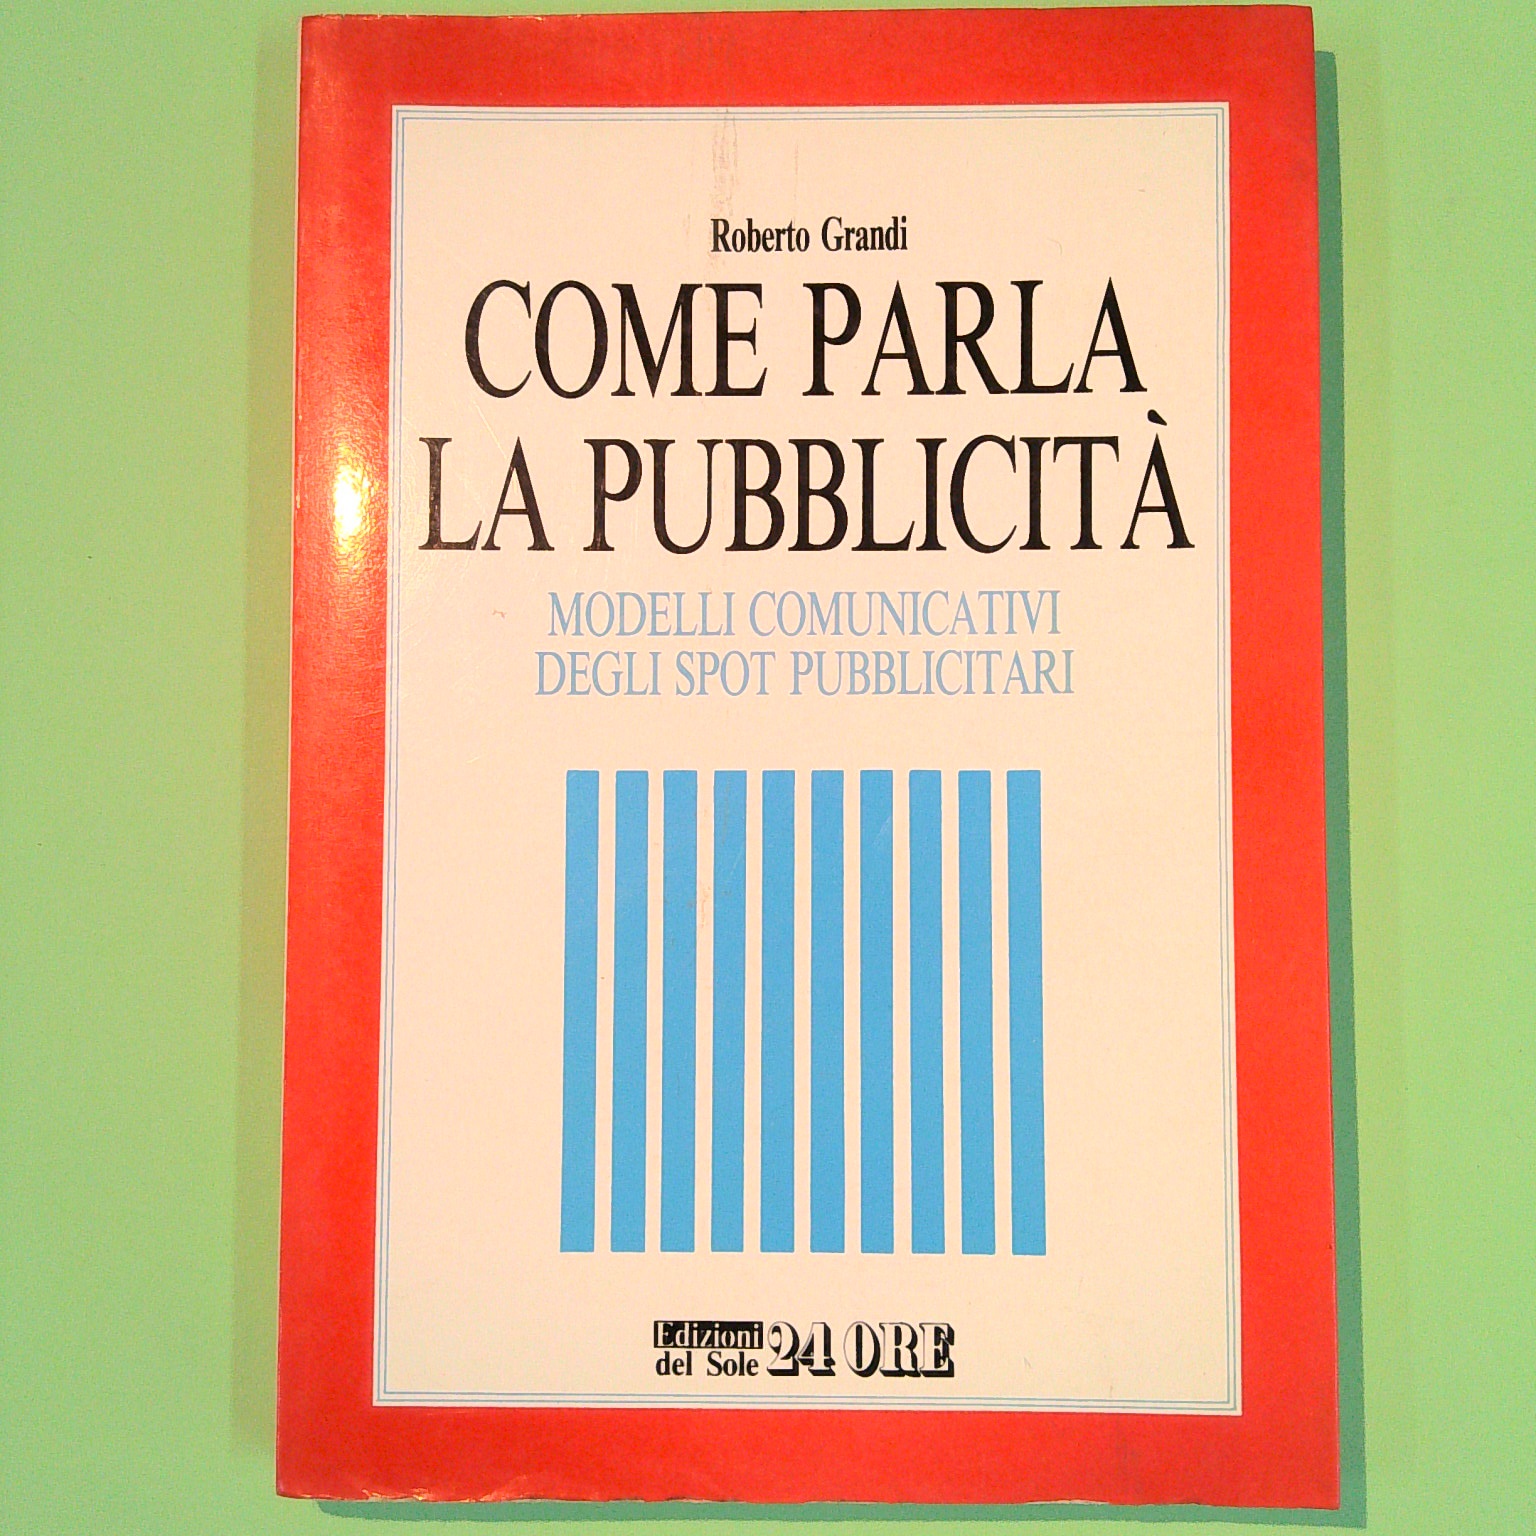 Roberto Grandi
COME PARLA
LA PUBBLICITÀ
MODELLI COMUNICATIVI
DEGLI SPOT PUBBLICITARI
Edizioni
del Sole 24 ORE